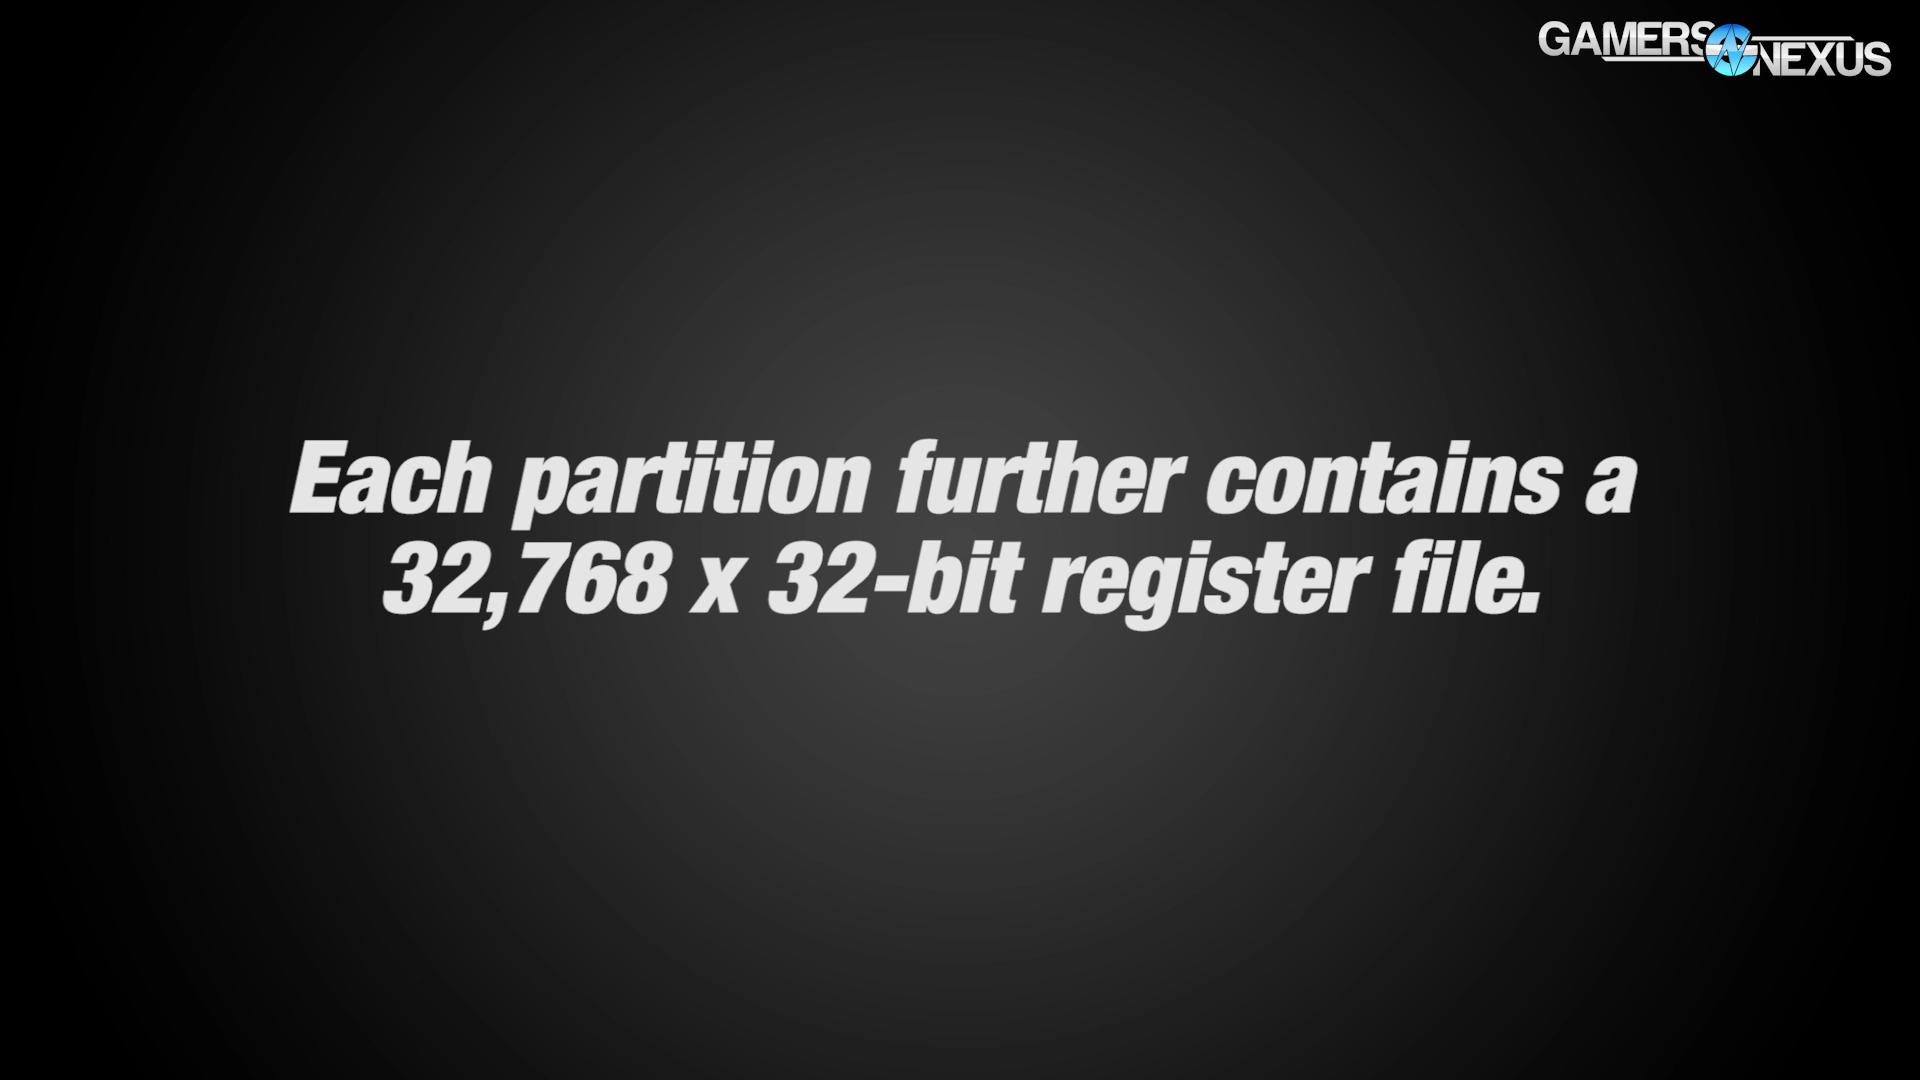 GAMERS NEXUS
Each partition further contains a
32,768 x 32-bit register file.